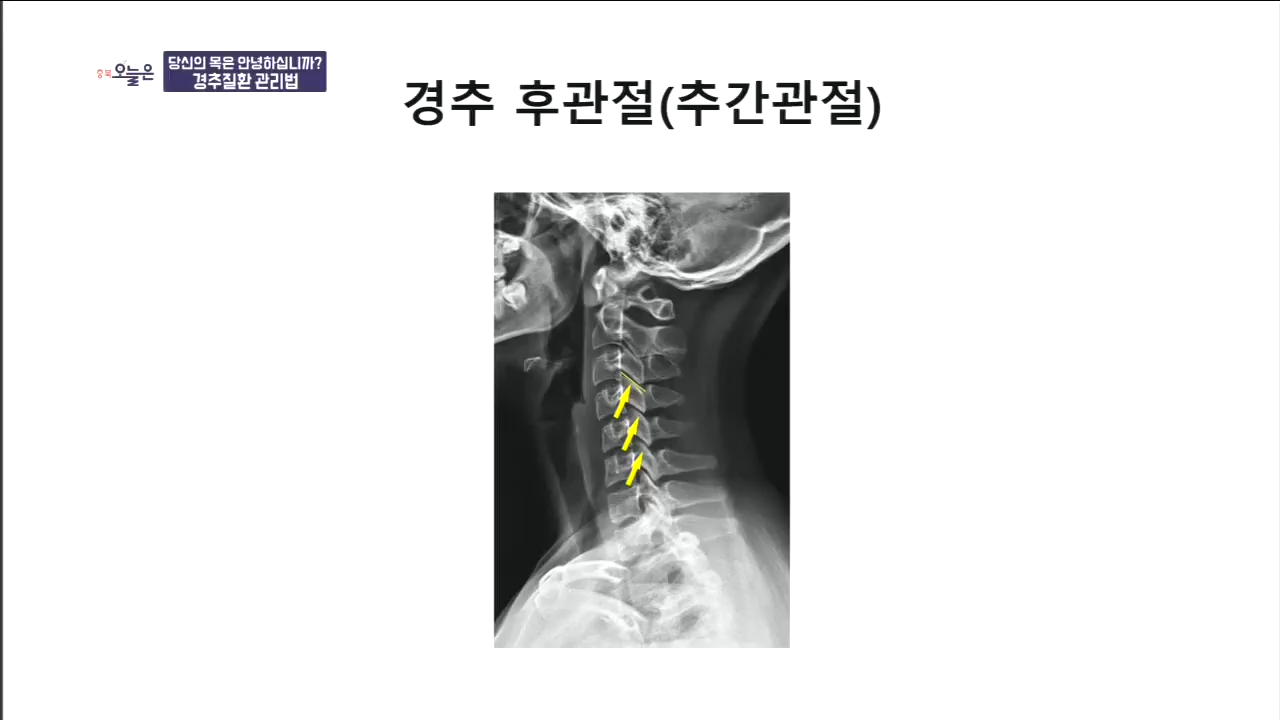 충북
오늘은
당신의 목은 안녕하십니까?
경추질환 관리법
경추 후관절(추간관절)